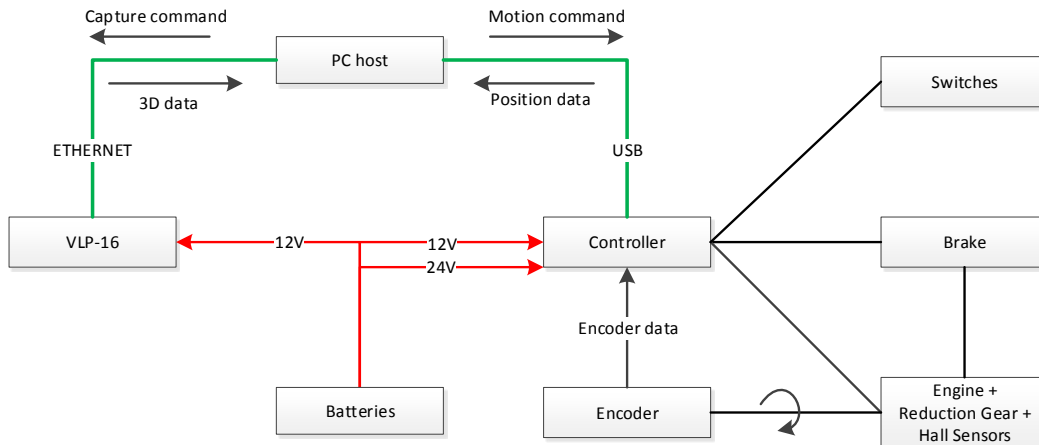 Capture command
Motion command
PC host
3D data
Position data
Switches
ETHERNET
USB
VLP-16
12V
12V
24V
Controller
Brake
Encoder data
Batteries
Encoder
Engine +
Reduction Gear +
Hall Sensors